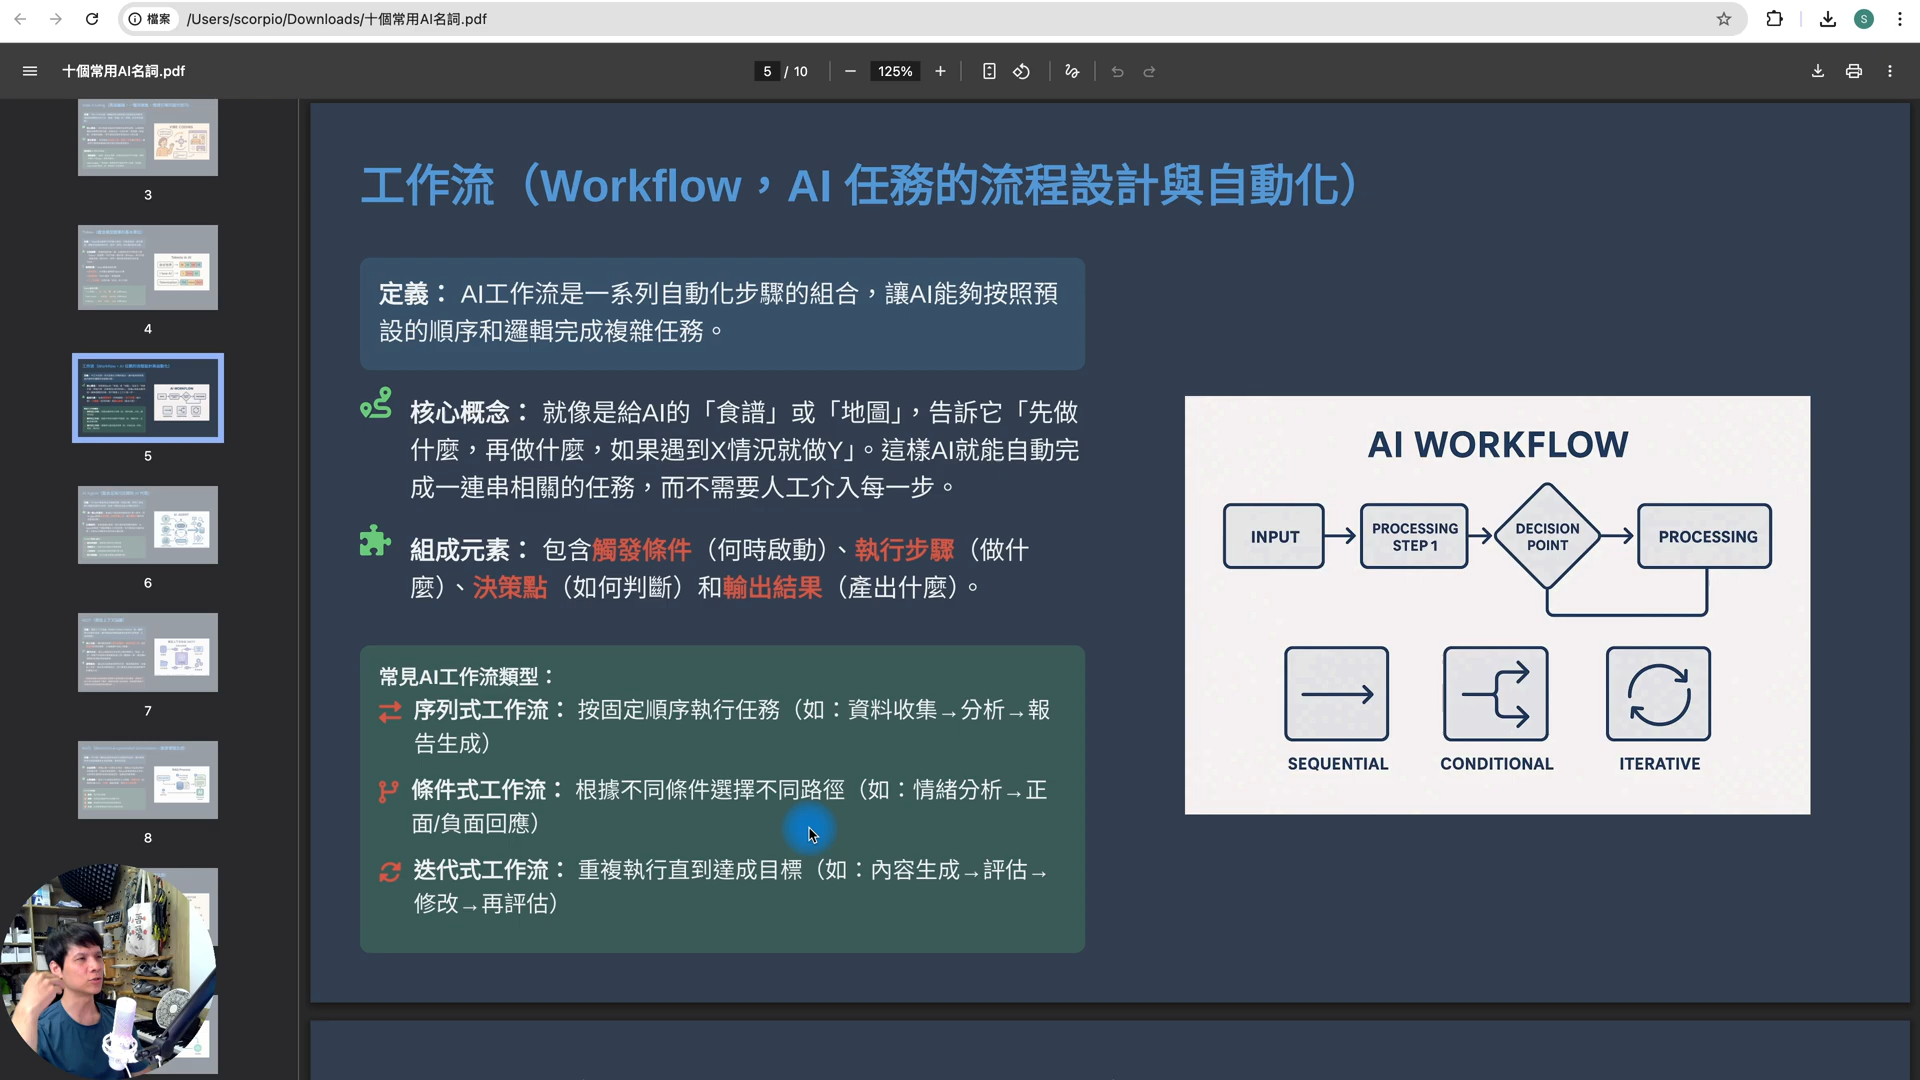 檔案
/Users/scorpio/Downloads/十個常用AI名詞.pdf
S
十個常用AI名詞.pdf
5 / 10
125%
3
4
5
6
7
8
工作流（Workflow，AI 任務的流程設計與自動化）
定義： AI工作流是一系列自動化步驟的組合，讓AI能夠按照預
設的順序和邏輯完成複雜任務。
核心概念： 就像是給AI的「食譜」或「地圖」，告訴它「先做
什麼，再做什麼，如果遇到X情況就做Y」。這樣AI就能自動完
成一連串相關的任務，而不需要人工介入每一步。
組成元素： 包含觸發條件（何時啟動）、執行步驟（做什
麼）、決策點（如何判斷）和輸出結果（產出什麼）。
常見AI工作流類型：
序列式工作流： 按固定順序執行任務（如：資料收集→分析→報
告生成）
條件式工作流： 根據不同條件選擇不同路徑（如：情緒分析→正
面/負面回應）
迭代式工作流： 重複執行直到達成目標（如：內容生成→評估→
修改→再評估）
AI WORKFLOW
INPUT
PROCESSING
STEP 1
DECISION
POINT
PROCESSING
SEQUENTIAL
CONDITIONAL
ITERATIVE